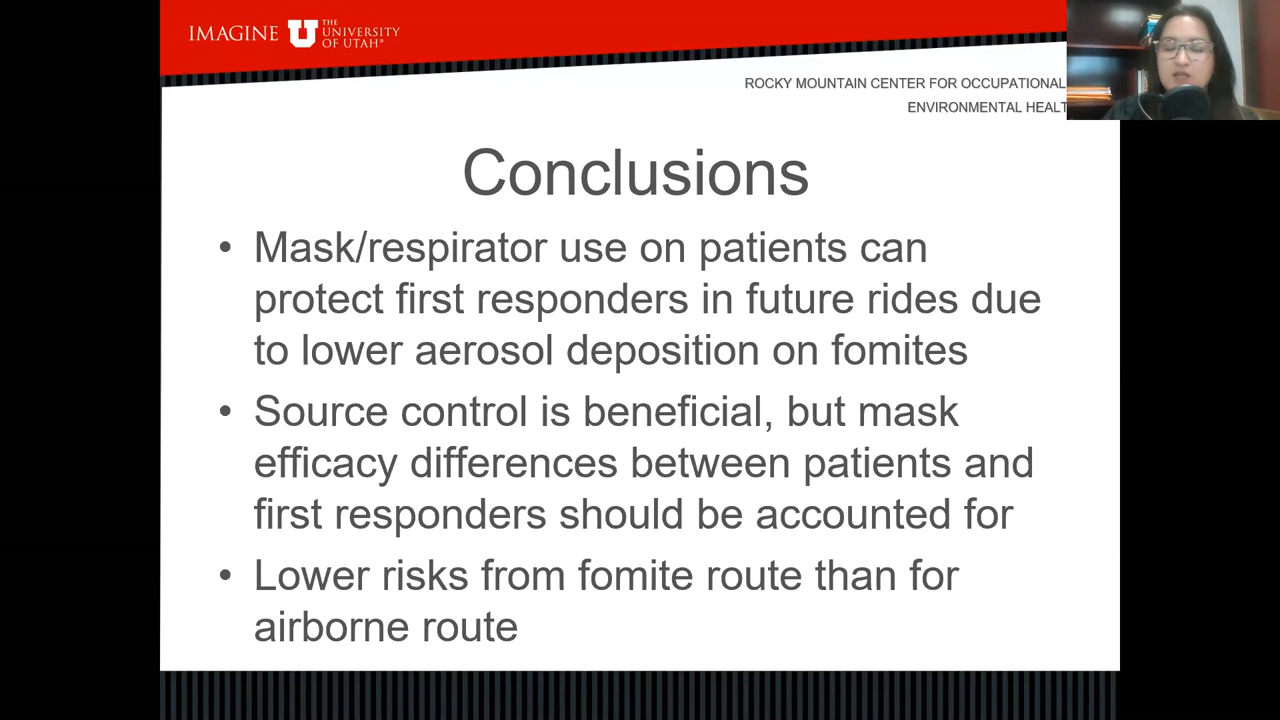 IMAGINE
THE
UNIVERSITY
OF UTAH®
ROCKY MOUNTAIN CENTER FOR OCCUPATIONAL
ENVIRONMENTAL HEALT
Conclusions
• Mask/respirator use on patients can
protect first responders in future rides due
to lower aerosol deposition on fomites
• Source control is beneficial, but mask
efficacy differences between patients and
first responders should be accounted for
• Lower risks from fomite route than for
airborne route